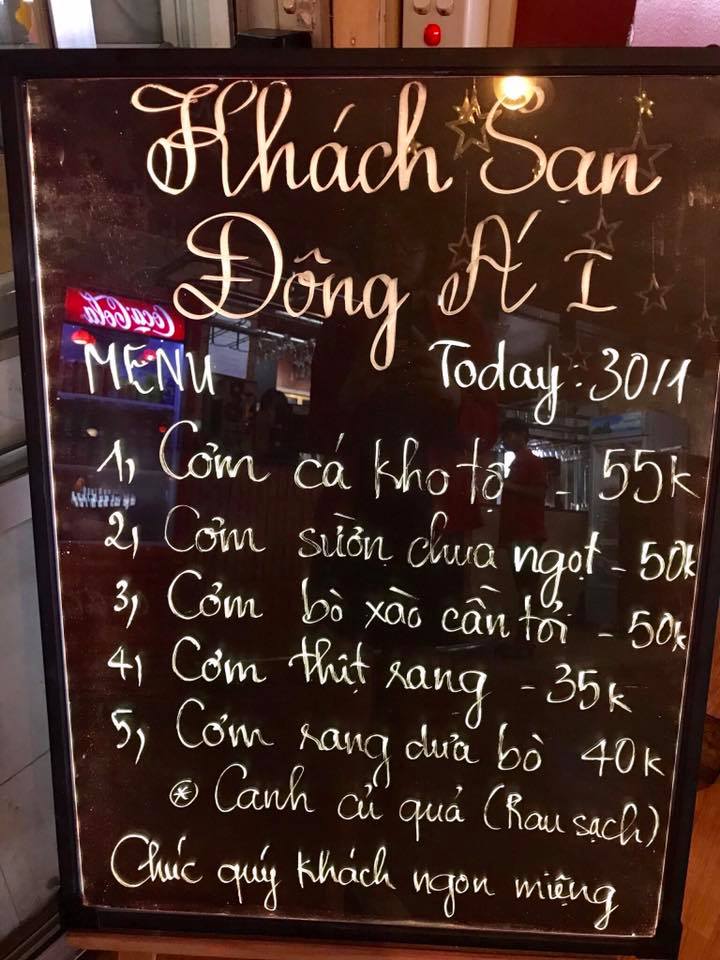 Khách Sạn
Đông Á I
Coca-Cola
MENU Today: 30/1
1, Cơm cá kho tộ - 55k
2, Cơm sườn chua ngọt - 50k
3, Cơm bò xào cần tỏi - 50k
4, Cơm thịt rang - 35k
5, Cơm rang dưa bò 40k
* Canh củ quả (Rau sạch)
Chúc quý khách ngon miệng